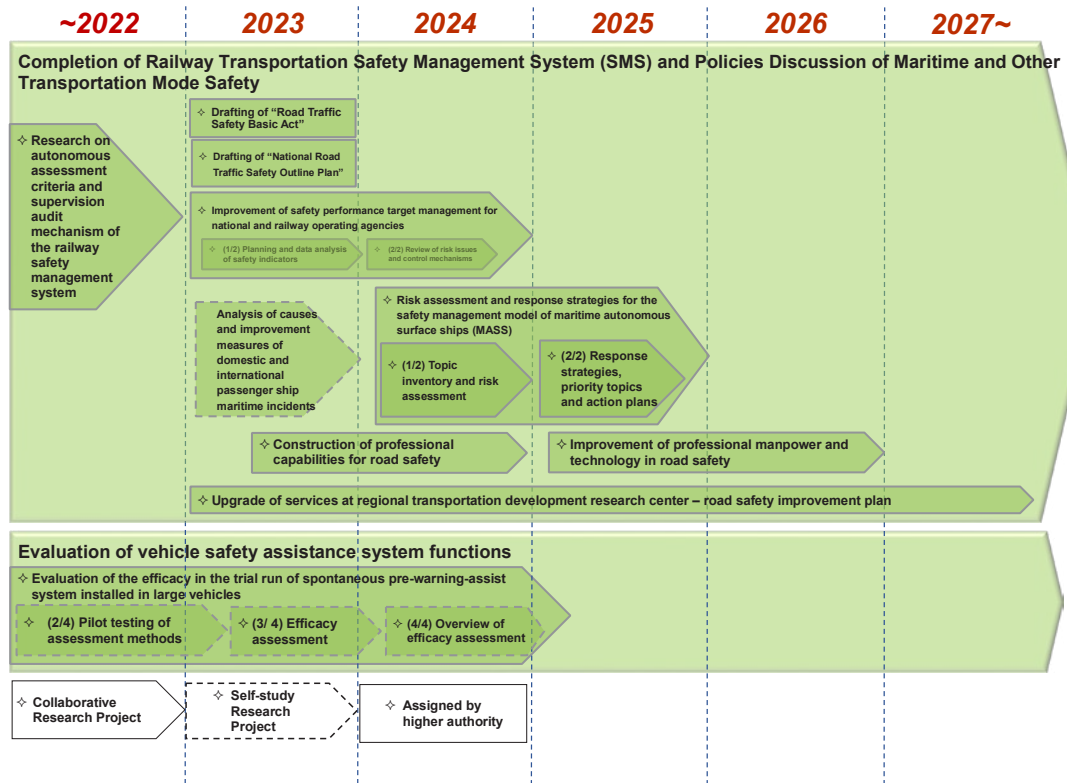 ~2022 2023 2024 2025 2026 2027~
Completion of Railway Transportation Safety Management System (SMS) and Policies Discussion of Maritime and Other
Transportation Mode Safety
✧ Research on
autonomous
assessment
criteria and
supervision
audit
mechanism of
the railway
safety
management
system
✧ Drafting of “Road Traffic
Safety Basic Act”
✧ Drafting of “National Road
Traffic Safety Outline Plan”
✧ Improvement of safety performance target management for
national and railway operating agencies
✧ (1/2) Planning and data analysis
of safety indicators
✧ (2/2) Review of risk issues
and control mechanisms
Analysis of causes
and improvement
measures of
domestic and
international
passenger ship
maritime incidents
✧ Risk assessment and response strategies for the
safety management model of maritime autonomous
surface ships (MASS)
✧ (1/2) Topic
inventory and risk
assessment
✧ (2/2) Response
strategies,
priority topics
and action plans
✧ Construction of professional
capabilities for road safety
✧ Improvement of professional manpower and
technology in road safety
✧ Upgrade of services at regional transportation development research center – road safety improvement plan
Evaluation of vehicle safety assistance system functions
✧ Evaluation of the efficacy in the trial run of spontaneous pre-warning-assist
system installed in large vehicles
✧ (2/4) Pilot testing of
assessment methods
✧ (3/ 4) Efficacy
assessment
✧ (4/4) Overview of
efficacy assessment
✧ Collaborative
Research Project
✧ Self-study
Research
Project
✧ Assigned by
higher authority